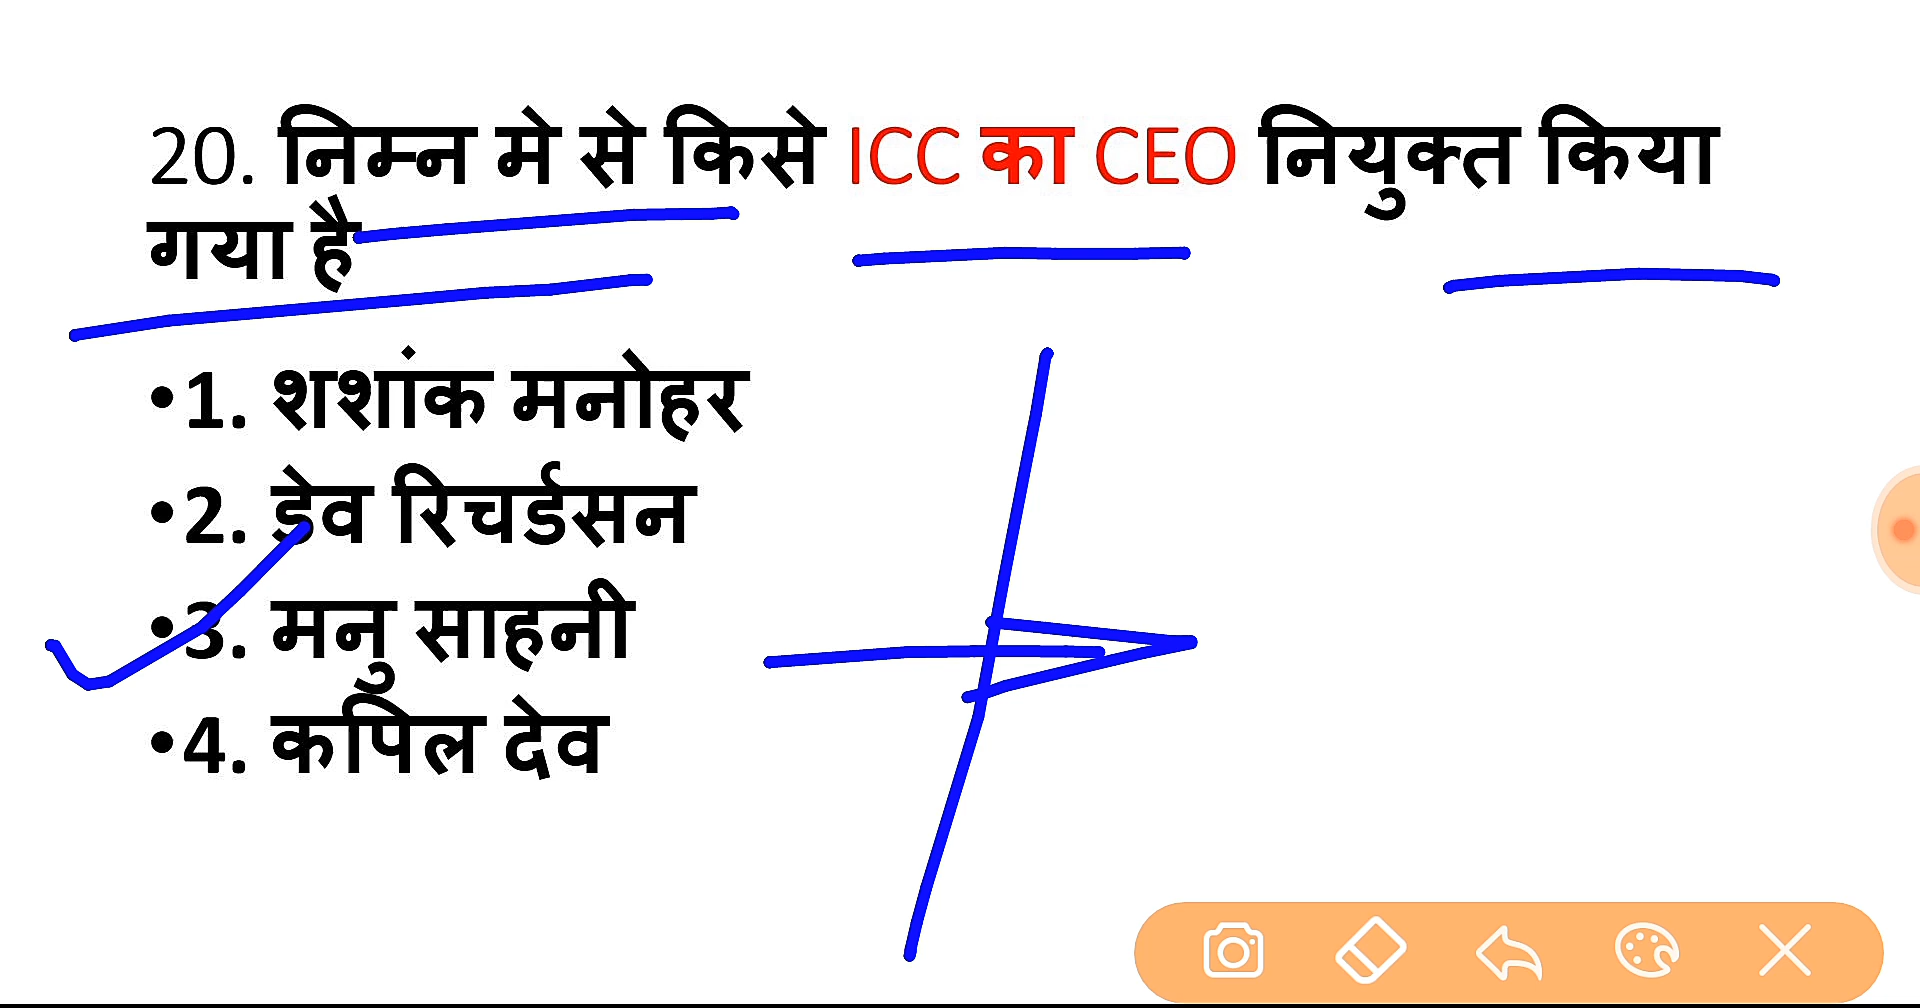 20. निम्न मे से किसे ICC का CEO नियुक्त किया
गया है
•1. शशांक मनोहर
•2. डेव रिचर्डसन
•3. मनु साहनी
•4. कपिल देव